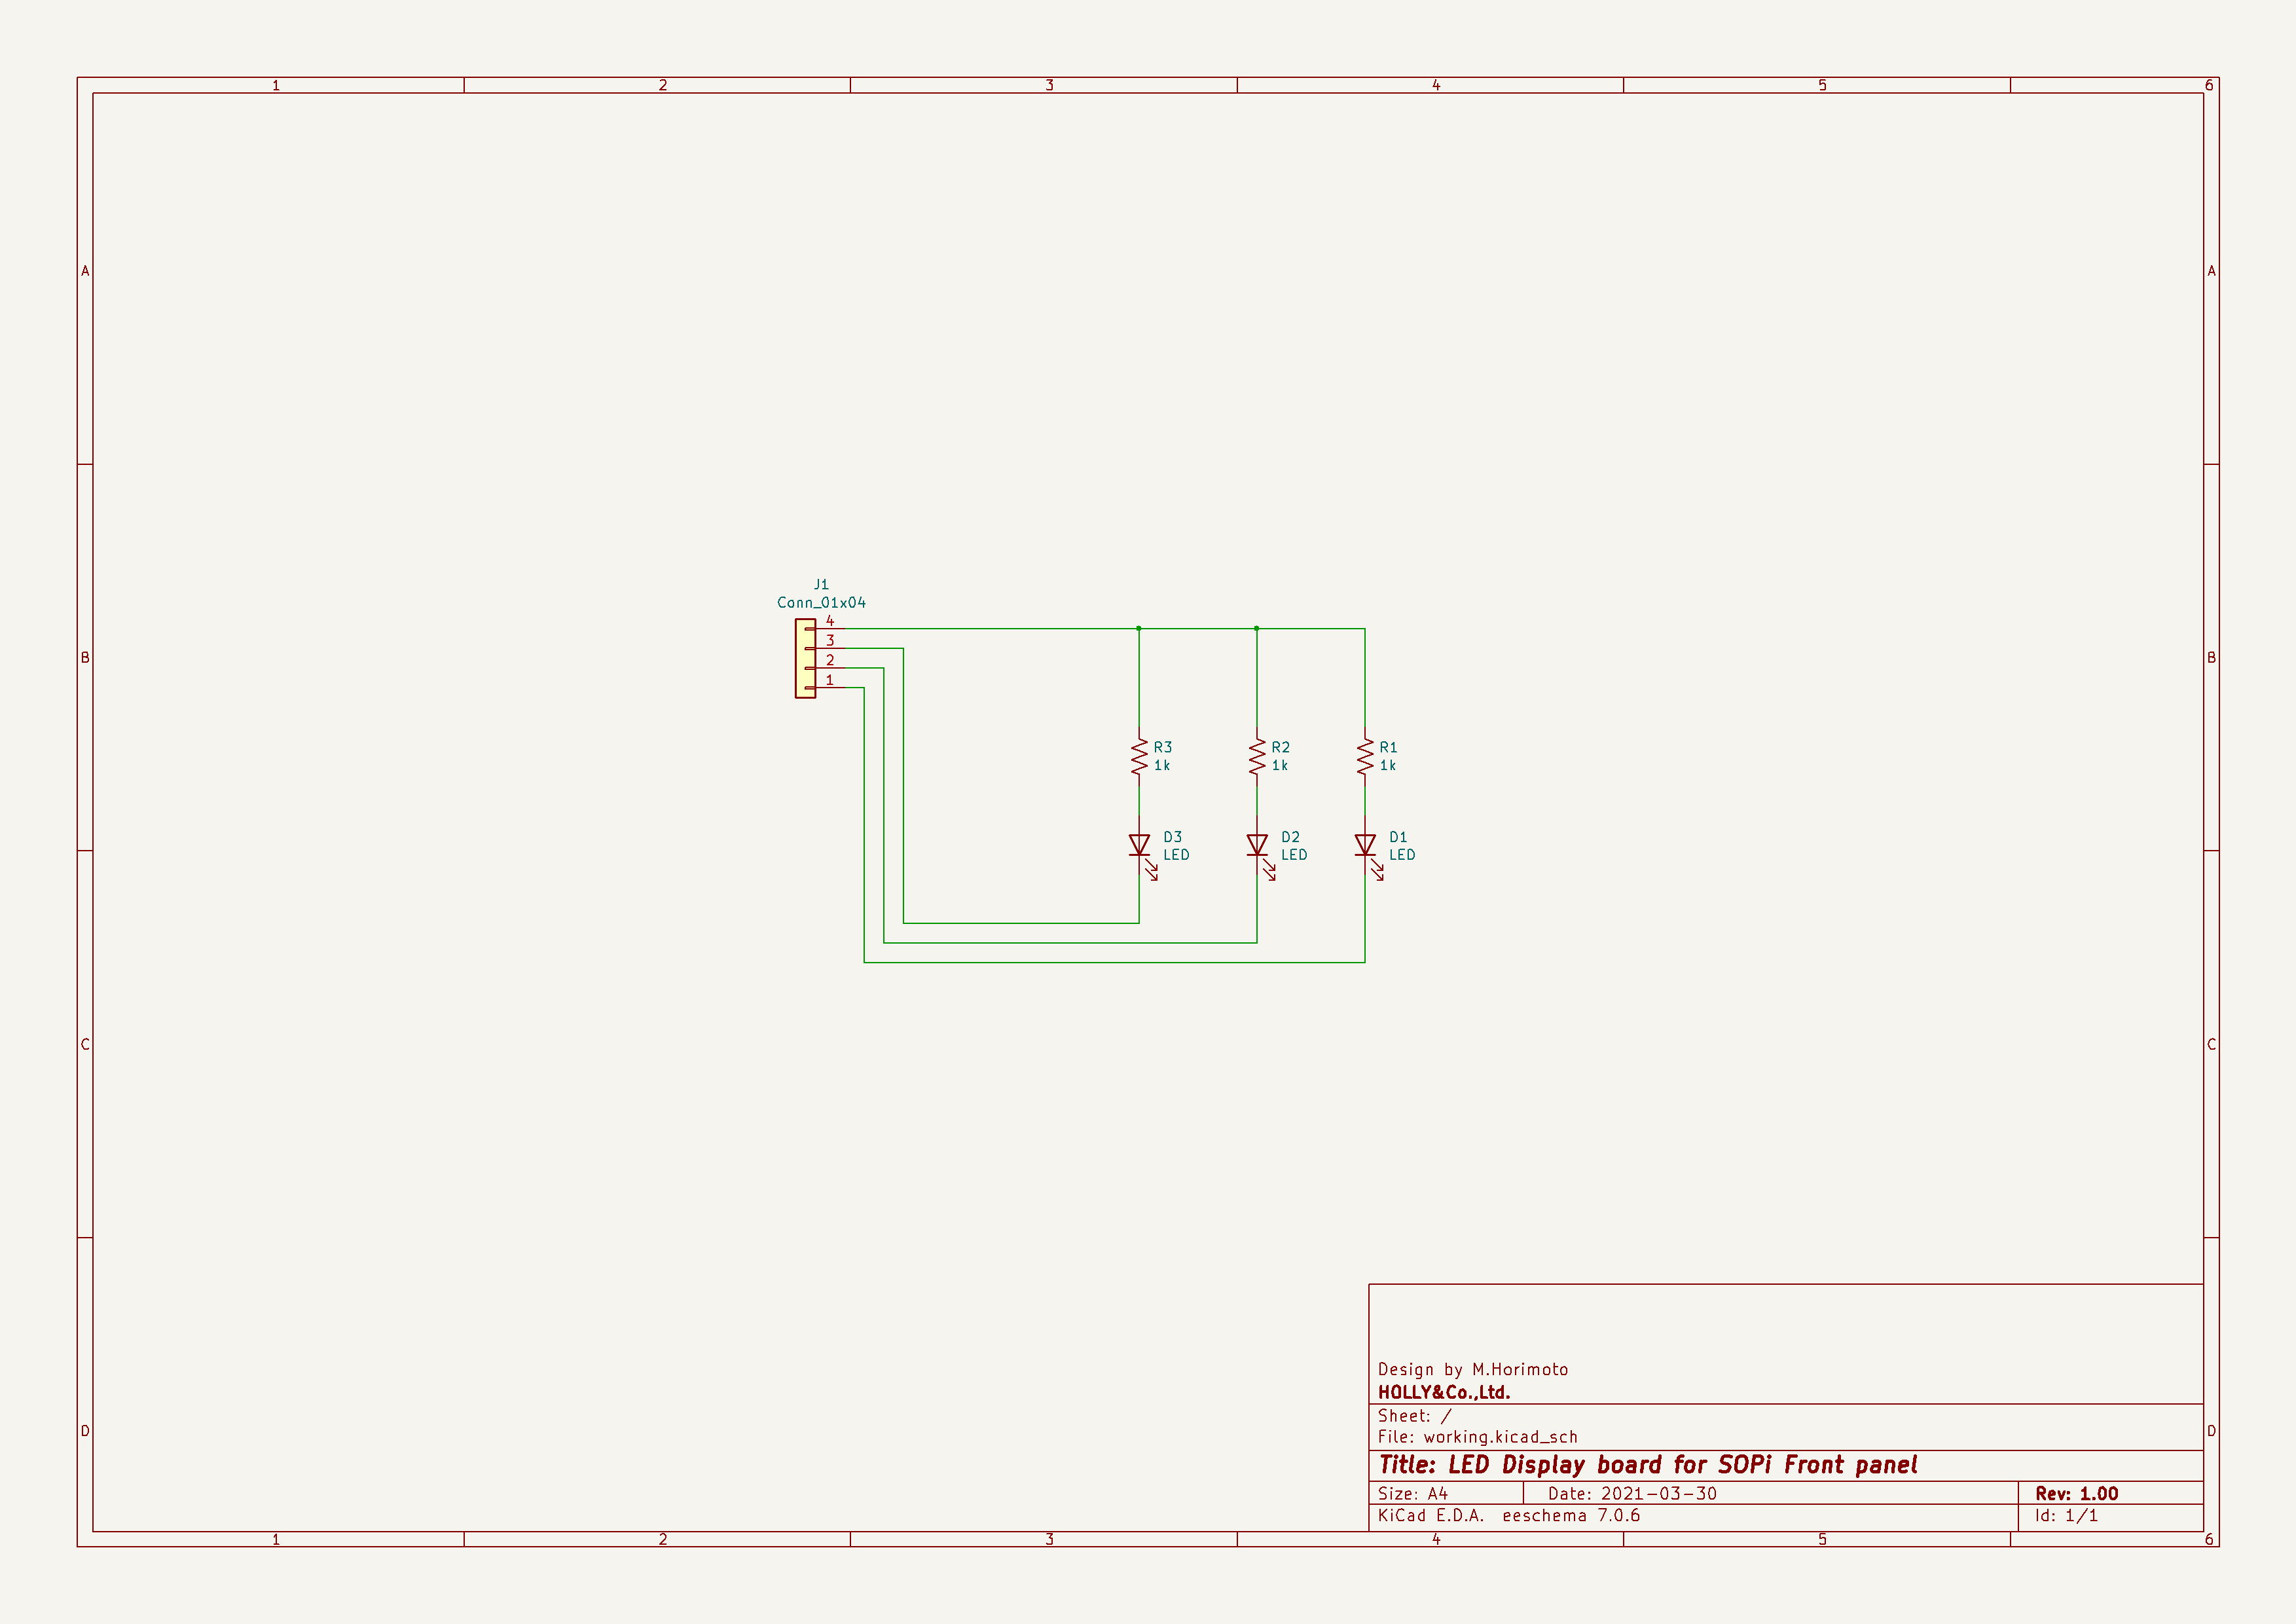 1 2 3 4 5 6
A A
J1
Conn_01x04
4
3
B B
2
1
R3 R2 R1
1k 1k 1k
D3 D2 D1
LED LED LED
C C
Design by M.Horimoto
HOLLY&Co.,Ltd.
Sheet: /
D D
File: working.kicad_sch
Title: LED Display board for SOPi Front panel
Size: A4 Date: 2021-03-30 Rev: 1.00
KiCad E.D.A. eeschema 7.0.6 Id: 1/1
1 2 3 4 5 6